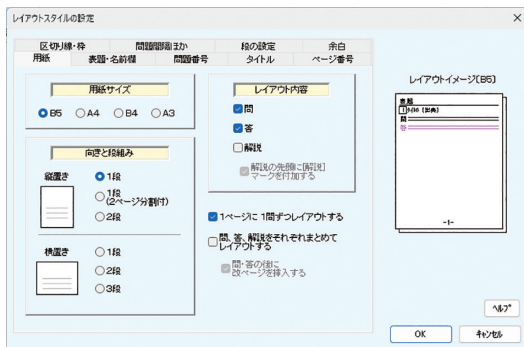 レイアウトスタイルの設定
区切り線・枠
問題間隔ほか
段の設定
余白
用紙
表題・名前欄
問題番号
タイトル
ページ番号
用紙サイズ
B5
A4
B4
A3
レイアウト内容
問
答
解説
解説の先頭に[解説]
マークを付加する
向きと段組み
縦置き
1段
1段
(2ページ分割付)
2段
横置き
1段
2段
3段
1ページに1問ずつレイアウトする
問、答、解説をそれぞれまとめて
レイアウトする
問・答の後に
改ページを挿入する
レイアウトイメージ[B5]
表題
問
答
-1-
ヘルプ
OK
キャンセル